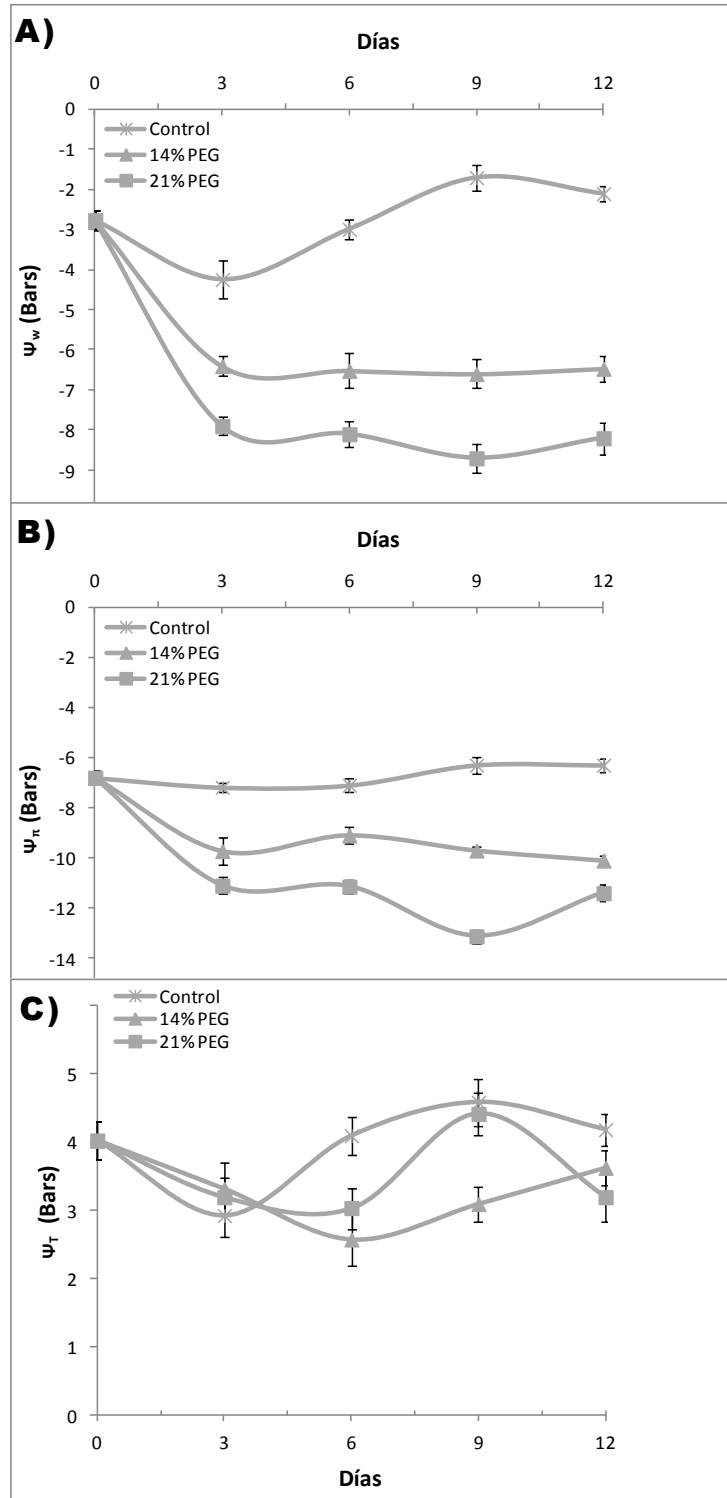 A)
Días
0 3 6 9 12
0
Control
14% PEG
21% PEG
-1
-2
-3
-4
-5
-6
-7
-8
-9
Ψw (Bars)
B)
Días
0 3 6 9 12
0
Control
14% PEG
21% PEG
-2
-4
-6
-8
-10
-12
-14
Ψπ (Bars)
C)
Control
14% PEG
21% PEG
5
4
3
2
1
0
ΨT (Bars)
0 3 6 9 12
Días